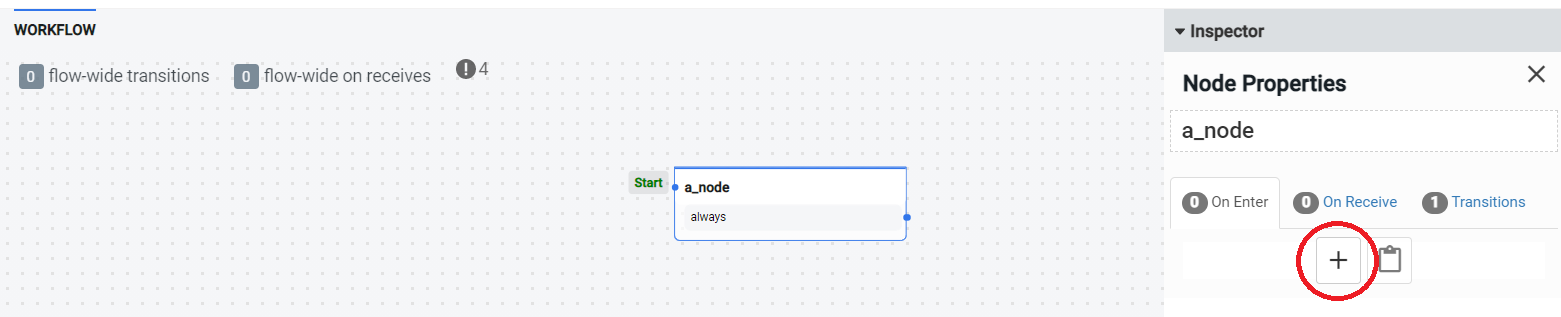 WORKFLOW
0 flow-wide transitions 0 flow-wide on receives ! 4
Start
a_node
always
Inspector
Node Properties
a_node
0 On Enter 0 On Receive 1 Transitions